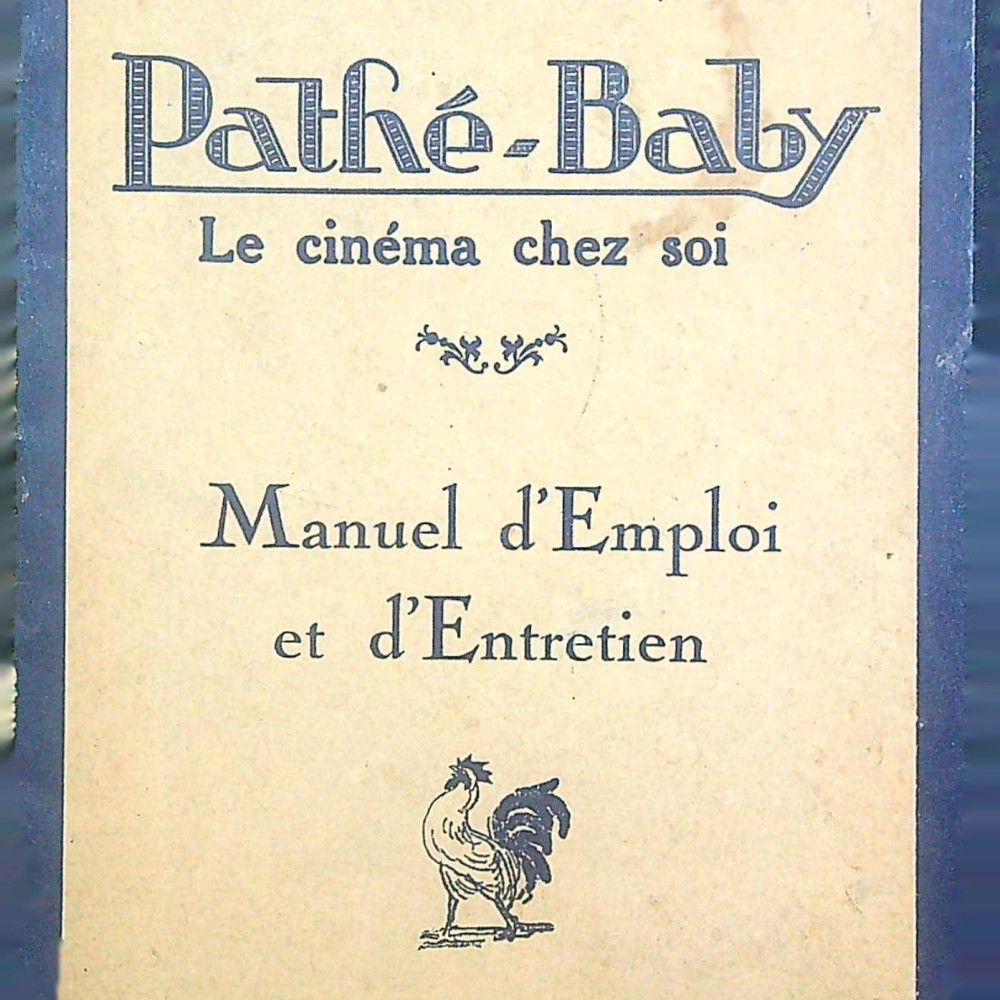 Pathé-Baby
Le cinéma chez soi
Manuel d'Emploi
et d'Entretien